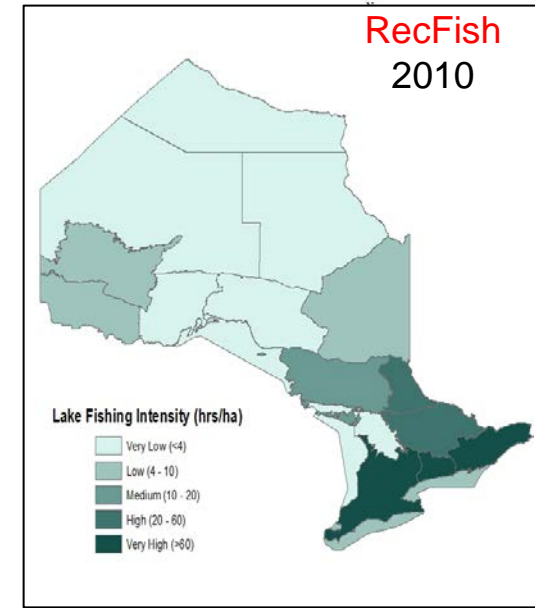 RecFish
2010
Lake Fishing Intensity (hrs/ha)
Very Low (<4)
Low (4 - 10)
Medium (10 - 20)
High (20 - 60)
Very High (>60)